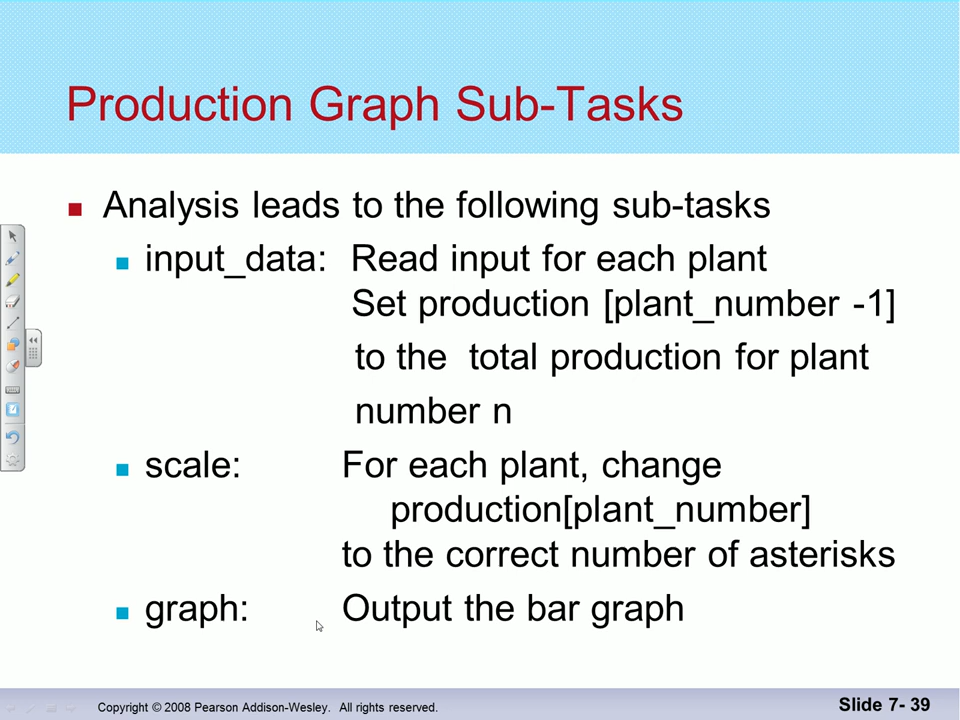 Production Graph Sub-Tasks
Analysis leads to the following sub-tasks
input_data: Read input for each plant
Set production [plant_number -1]
to the total production for plant
number n
scale: For each plant, change
production[plant_number]
to the correct number of asterisks
graph: Output the bar graph
Copyright © 2008 Pearson Addison-Wesley. All rights reserved.
Slide 7- 39